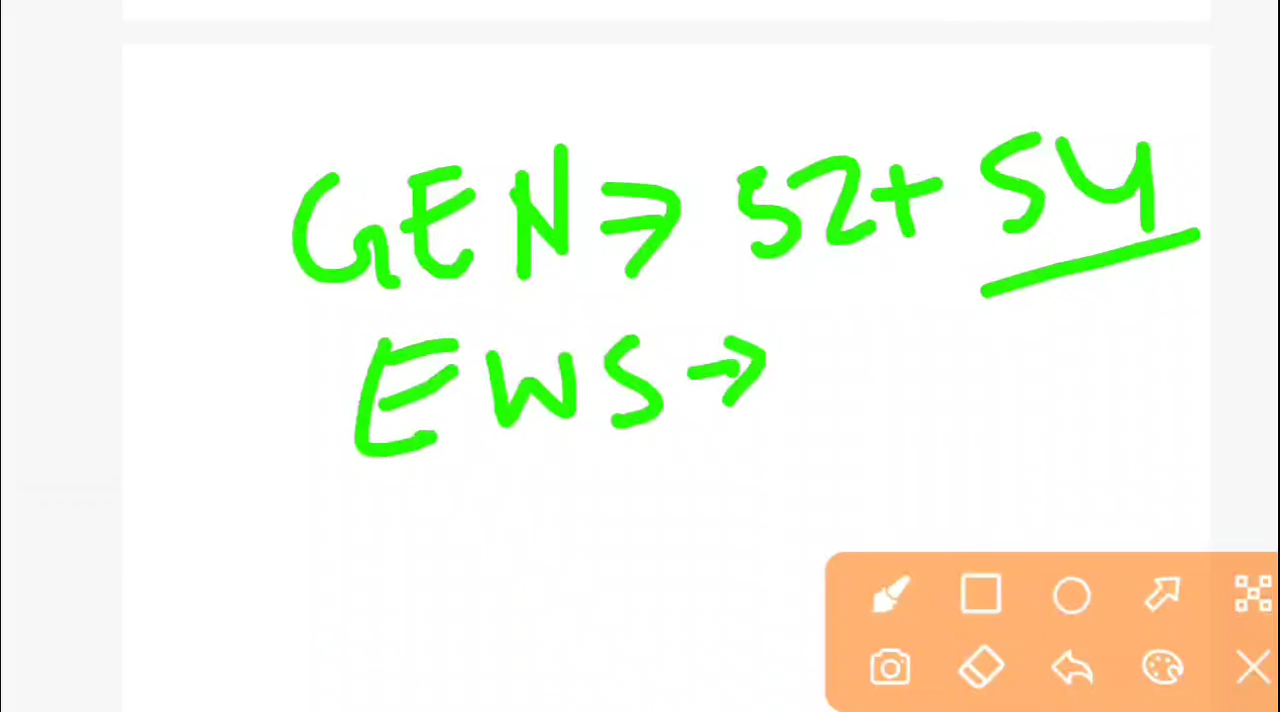 GEN → 52+ 54
EWS →